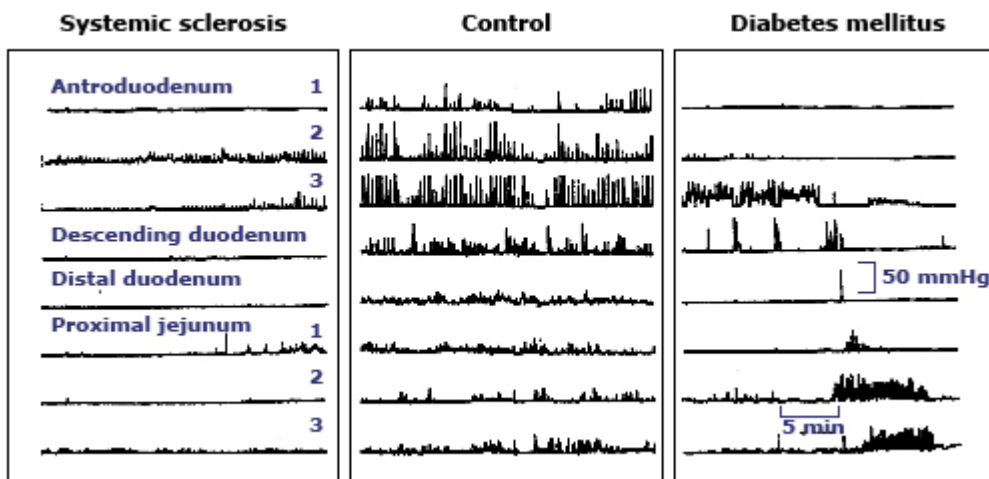 Systemic sclerosis
Control
Diabetes mellitus
Antroduodenum 1
2
3
Descending duodenum
Distal duodenum
50 mmHg
Proximal jejunum 1
2
5 min
3